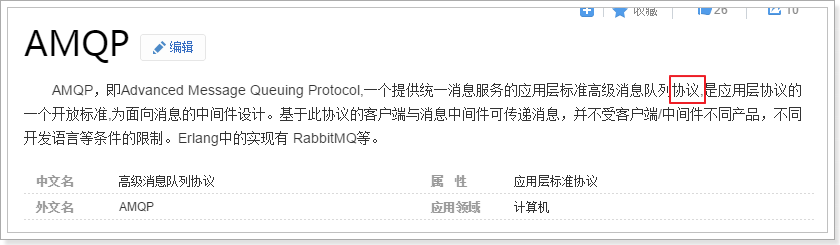 收藏 26 10
AMQP 编辑
AMQP，即Advanced Message Queuing Protocol,一个提供统一消息服务的应用层标准高级消息队列协议,是应用层协议的
一个开放标准,为面向消息的中间件设计。基于此协议的客户端与消息中间件可传递消息，并不受客户端/中间件不同产品，不同
开发语言等条件的限制。Erlang中的实现有 RabbitMQ等。
中文名 高级消息队列协议 属 性 应用层标准协议
外文名 AMQP 应用领域 计算机